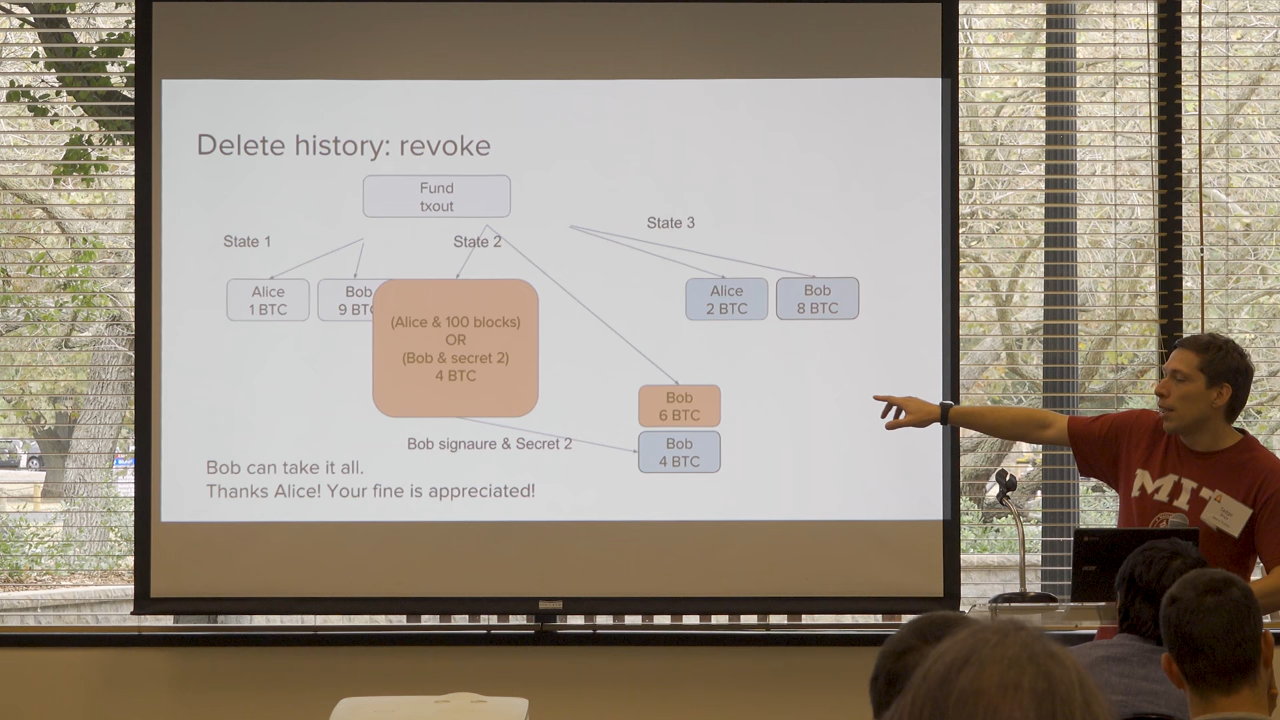 Delete history: revoke
Fund
txout
State 1
State 2
State 3
Alice
1 BTC
Bob
9 BTC
(Alice & 100 blocks)
OR
(Bob & secret 2)
4 BTC
Alice
2 BTC
Bob
8 BTC
Bob
6 BTC
Bob signaure & Secret 2
Bob
4 BTC
Bob can take it all.
Thanks Alice! Your fine is appreciated!
MIT
acer